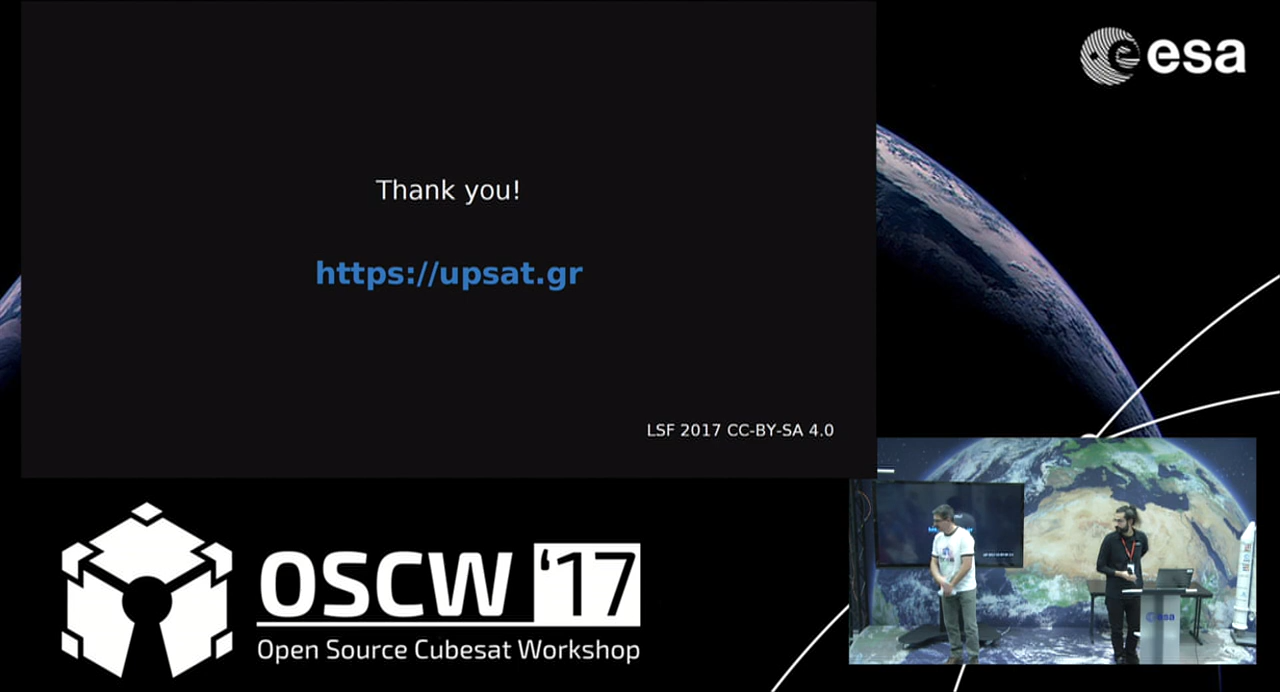 esa
Thank you!
https://upsat.gr
LSF 2017 CC-BY-SA 4.0
OSCW '17
Open Source Cubesat Workshop
esa